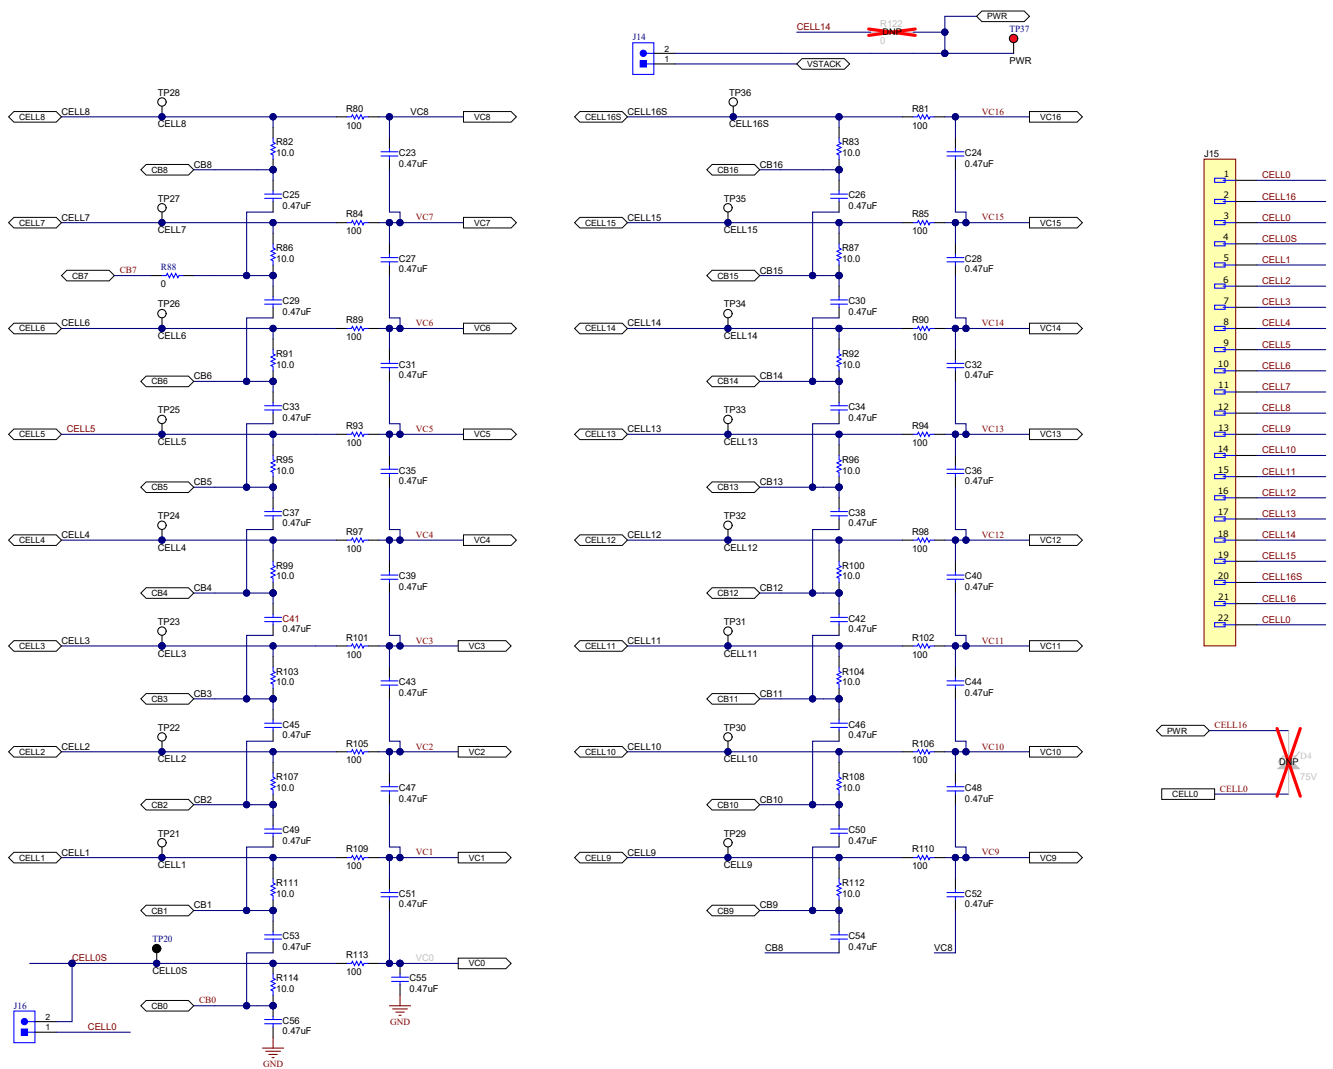 CELL14 R122 DNP 0
PWR
TP37
PWR
J14
2
1
VSTACK
TP28
CELL8 CELL8 CELL8 R80 100 VC8 VC8
R82 10.0
CB8 CB8
C23 0.47uF
C25 0.47uF
TP27
CELL7 CELL7 CELL7 R84 100 VC7 VC7
R86 10.0
CB7 CB7 R88 0
C27 0.47uF
C29 0.47uF
TP26
CELL6 CELL6 CELL6 R89 100 VC6 VC6
R91 10.0
CB6 CB6
C31 0.47uF
C33 0.47uF
TP25
CELL5 CELL5 CELL5 R93 100 VC5 VC5
R95 10.0
CB5 CB5
C35 0.47uF
C37 0.47uF
TP24
CELL4 CELL4 CELL4 R97 100 VC4 VC4
R99 10.0
CB4 CB4
C39 0.47uF
C41 0.47uF
TP23
CELL3 CELL3 CELL3 R101 100 VC3 VC3
R103 10.0
CB3 CB3
C43 0.47uF
C45 0.47uF
TP22
CELL2 CELL2 CELL2 R105 100 VC2 VC2
R107 10.0
CB2 CB2
C47 0.47uF
C49 0.47uF
TP21
CELL1 CELL1 CELL1 R109 100 VC1 VC1
R111 10.0
CB1 CB1
C51 0.47uF
C53 0.47uF
TP20
CELL0S CELL0S R113 100 VC0 VC0
R114 10.0
CB0 CB0
C55 0.47uF
GND
C56 0.47uF
GND
J16
2
1 CELL0
TP36
CELL16S CELL16S CELL16S R81 100 VC16 VC16
R83 10.0
CB16 CB16
C24 0.47uF
C26 0.47uF
TP35
CELL15 CELL15 CELL15 R85 100 VC15 VC15
R87 10.0
CB15 CB15
C28 0.47uF
C30 0.47uF
TP34
CELL14 CELL14 CELL14 R90 100 VC14 VC14
R92 10.0
CB14 CB14
C32 0.47uF
C34 0.47uF
TP33
CELL13 CELL13 CELL13 R94 100 VC13 VC13
R96 10.0
CB13 CB13
C36 0.47uF
C38 0.47uF
TP32
CELL12 CELL12 CELL12 R98 100 VC12 VC12
R100 10.0
CB12 CB12
C40 0.47uF
C42 0.47uF
TP31
CELL11 CELL11 CELL11 R102 100 VC11 VC11
R104 10.0
CB11 CB11
C44 0.47uF
C46 0.47uF
TP30
CELL10 CELL10 CELL10 R106 100 VC10 VC10
R108 10.0
CB10 CB10
C48 0.47uF
C50 0.47uF
TP29
CELL9 CELL9 CELL9 R110 100 VC9 VC9
R112 10.0
CB9 CB9
C52 0.47uF
C54 0.47uF
CB8
VC8
J15
1 CELL0
2 CELL16
3 CELL0
4 CELL0S
5 CELL1
6 CELL2
7 CELL3
8 CELL4
9 CELL5
10 CELL6
11 CELL7
12 CELL8
13 CELL9
14 CELL10
15 CELL11
16 CELL12
17 CELL13
18 CELL14
19 CELL15
20 CELL16S
21 CELL16
22 CELL0
PWR CELL16
DNP D4
75V
CELL0 CELL0